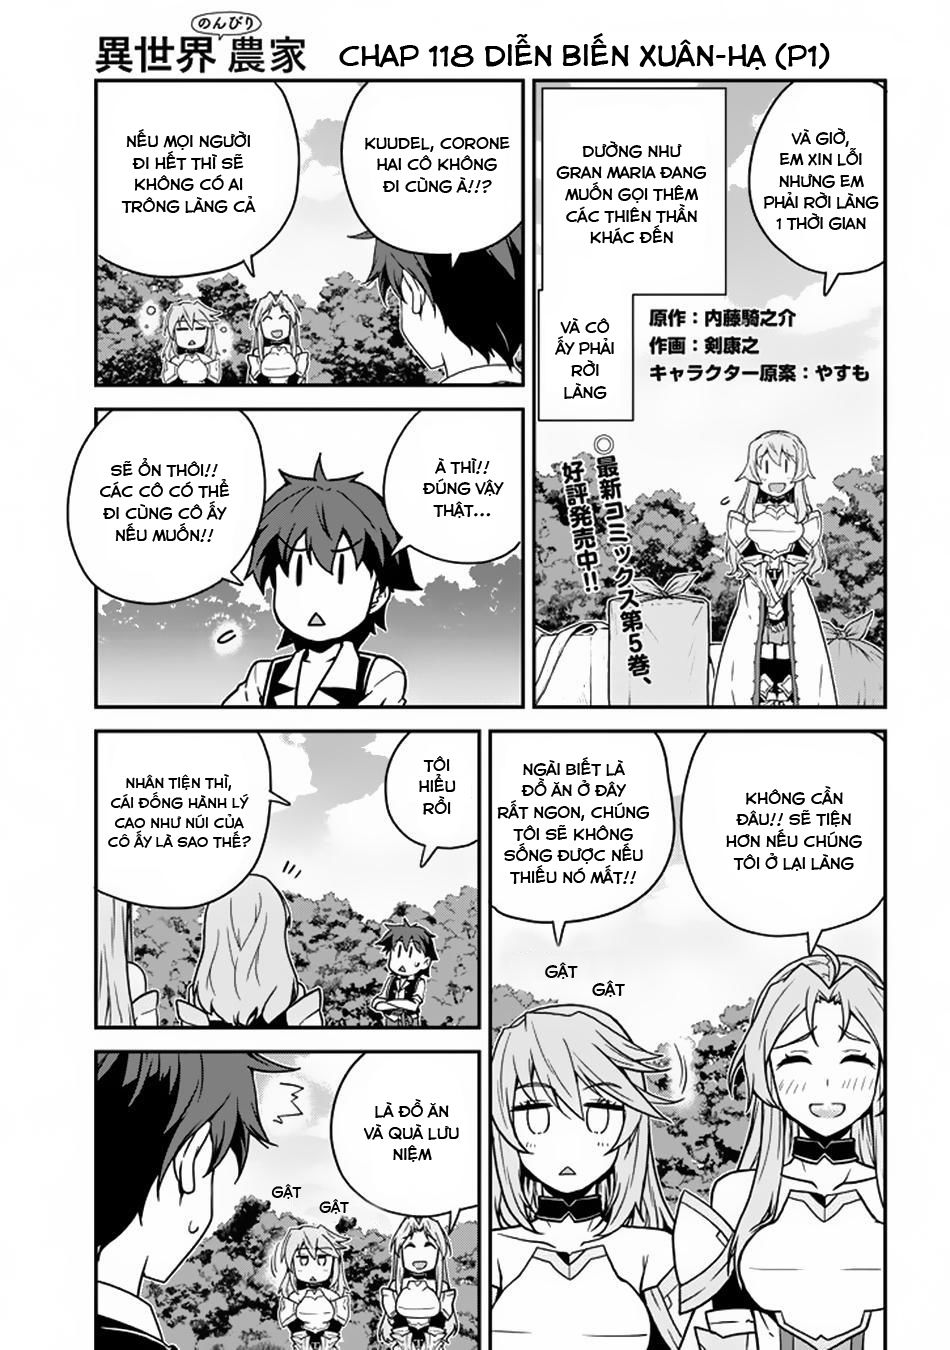 のんびり
異世界 農家
CHAP 118 DIỄN BIẾN XUÂN-HẠ (P1)
VÀ GIỜ,
EM XIN LỖI
NHƯNG EM
PHẢI RỜI LÀNG
1 THỜI GIAN
DƯỜNG NHƯ
GRAN MARIA ĐANG
MUỐN GỌI THÊM
CÁC THIÊN THẦN
KHÁC ĐẾN
VÀ CÔ
ẤY PHẢI
RỜI
LÀNG
原作：内藤騎之介
作画：剣康之
キャラクター原案：やすも
◎最新コミックス第5巻、
好評発売中!!
KUUDEL, CORONE
HAI CÔ KHÔNG
ĐI CÙNG À!!?
NẾU MỌI NGƯỜI
ĐI HẾT THÌ SẼ
KHÔNG CÓ AI
TRÔNG LÀNG CẢ
À THÌ!!
ĐÚNG VẬY
THẬT...
SẼ ỔN THÔI!!
CÁC CÔ CÓ THỂ
ĐI CÙNG CÔ ẤY
NẾU MUỐN!!
KHÔNG CẦN
ĐÂU!! SẼ TIỆN
HƠN NẾU CHÚNG
TÔI Ở LẠI LÀNG
NGÀI BIẾT LÀ
ĐỒ ĂN Ở ĐÂY
RẤT NGON, CHÚNG
TÔI SẼ KHÔNG
SỐNG ĐƯỢC NẾU
THIẾU NÓ MẤT!!
GẬT
GẬT
TÔI
HIỂU
RỒI
NHÂN TIỆN THÌ,
CÁI ĐỐNG HÀNH LÝ
CAO NHƯ NÚI CỦA
CÔ ẤY LÀ SAO THẾ?
LÀ ĐỒ ĂN
VÀ QUÀ LƯU
NIỆM
GẬT
GẬT